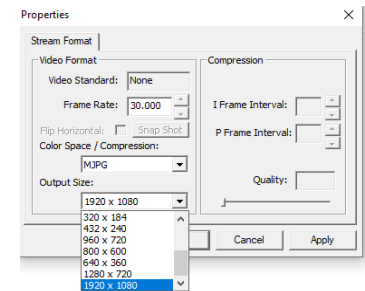 Properties
Stream Format
Video Format
Video Standard: None
Frame Rate: 30.000
Flip Horizontal: Snap Shot
Color Space / Compression:
MJPG
Output Size:
1920 x 1080
320 x 184
432 x 240
960 x 720
800 x 600
640 x 360
1280 x 720
1920 x 1080
Compression
I Frame Interval:
P Frame Interval:
Quality:
Cancel
Apply